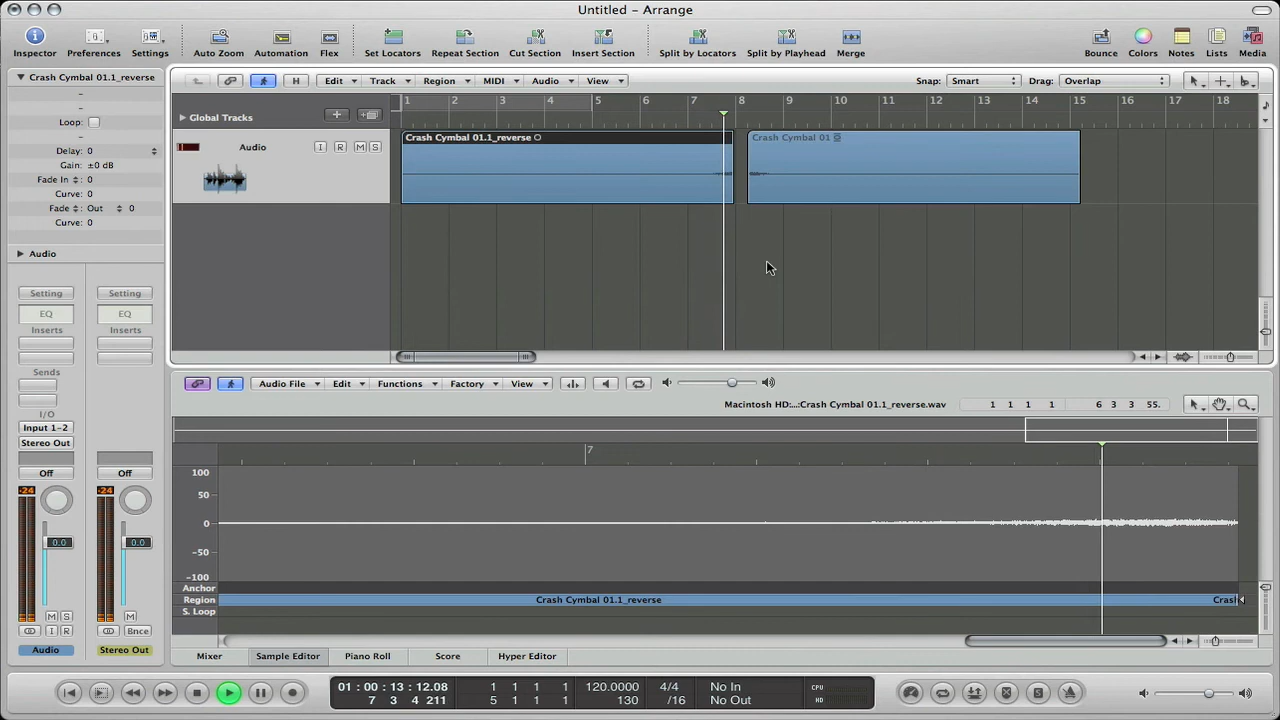 Untitled - Arrange
Inspector Preferences Settings Auto Zoom Automation Flex Set Locators Repeat Section Cut Section Insert Section Split by Locators Split by Playhead Merge Bounce Colors Notes Lists Media
Crash Cymbal 01.1_reverse H Edit Track Region MIDI Audio View Snap: Smart Drag: Overlap
-
-
Loop:
-
Delay: 0
Gain: ±0 dB
Fade In : 0
Curve: 0
Fade : Out 0
Curve: 0
Audio
1 2 3 4 5 6 7 8 9 10 11 12 13 14 15 16 17 18
Global Tracks
Crash Cymbal 01.1_reverse Crash Cymbal 01
Audio I R M S
Setting Setting
EQ EQ
Inserts Inserts
Sends
I/O
Input 1-2
Stereo Out
Off Off
-24 -24
0.0 0.0
M S M
I R Bnce
Audio Stereo Out
Audio File Edit Functions Factory View
Macintosh HD:...:Crash Cymbal 01.1_reverse.wav 1 1 1 1 6 3 3 55.
7
100
50
0
-50
-100
Anchor
Region Crash Cymbal 01.1_reverse Crash
S. Loop
Mixer Sample Editor Piano Roll Score Hyper Editor
01 : 00 : 13 : 12.08 1 1 1 1 120.0000 4/4 No In CPU
7 3 4 211 5 1 1 1 130 /16 No Out HD